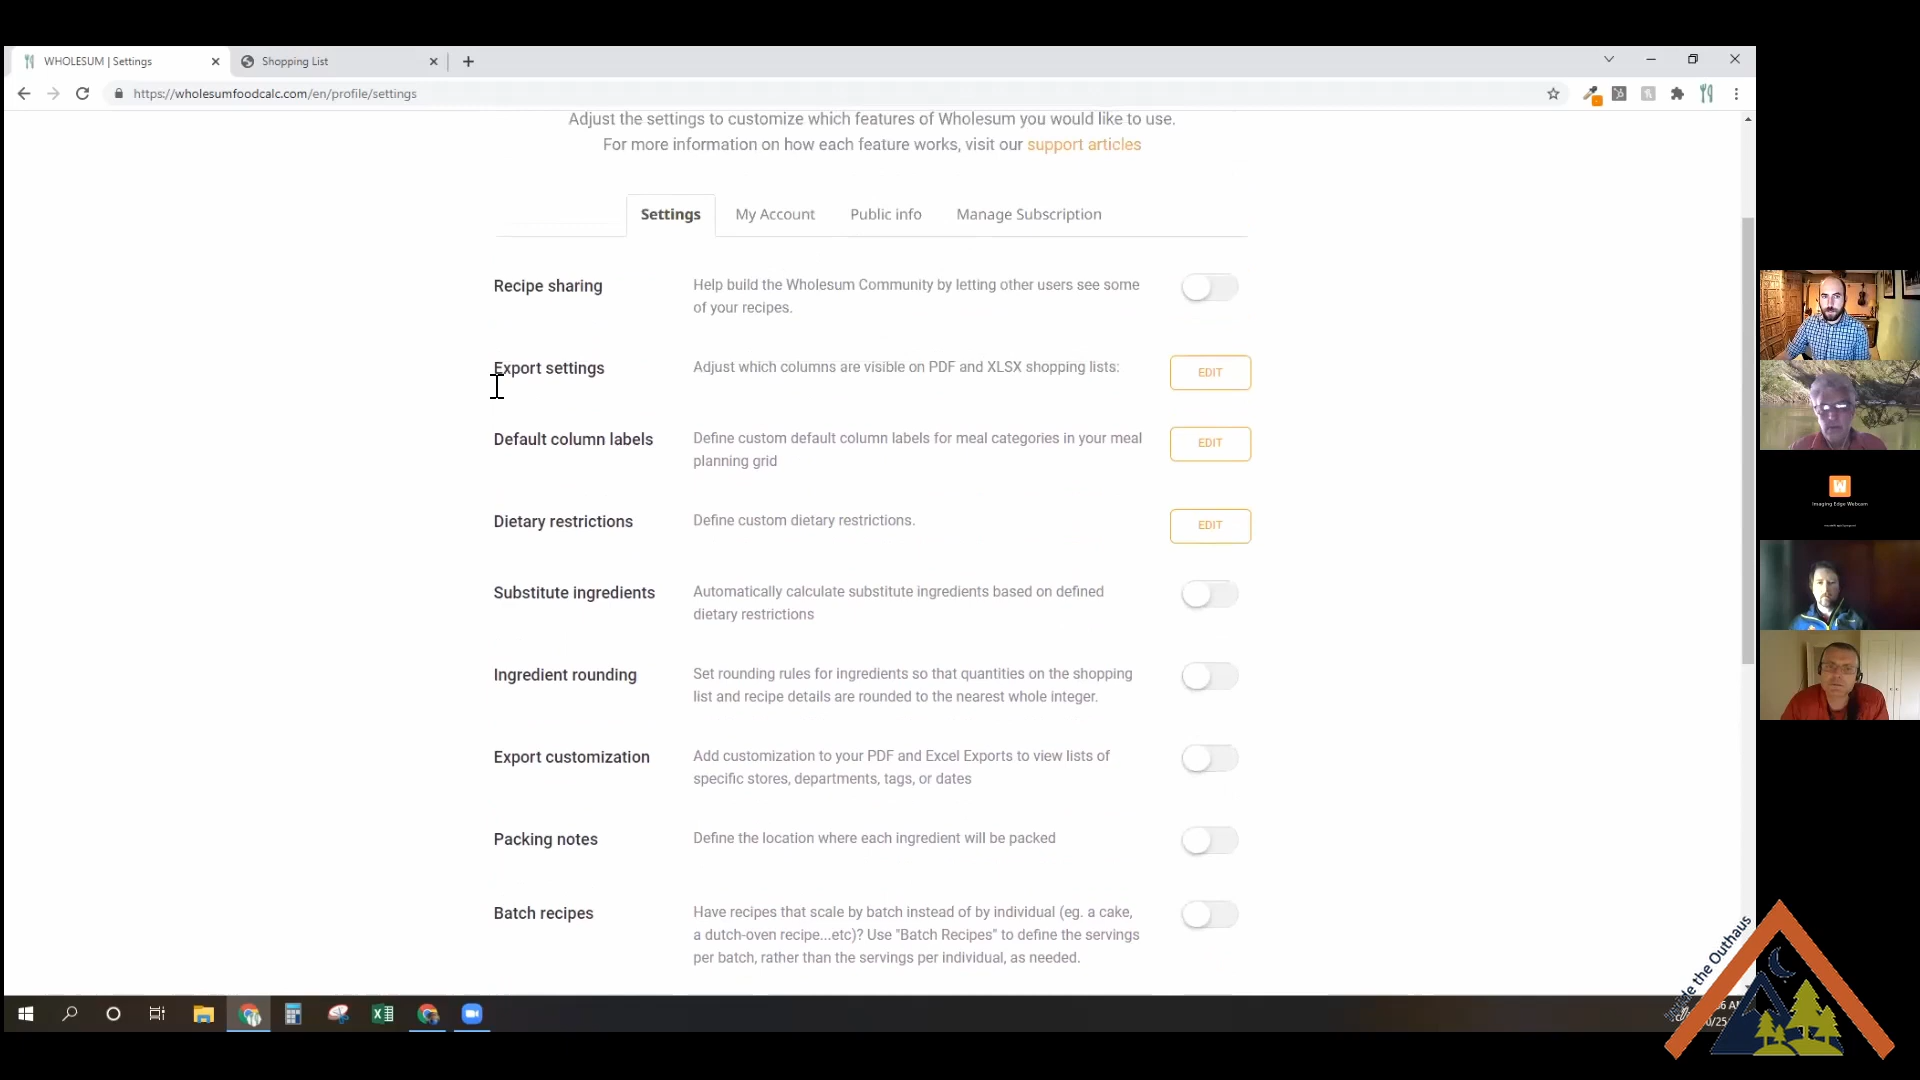 WHOLESUM | Settings
Shopping List
https://wholesumfoodcalc.com/en/profile/settings
Adjust the settings to customize which features of Wholesum you would like to use.
For more information on how each feature works, visit our support articles
Settings
My Account
Public info
Manage Subscription
Recipe sharing
Help build the Wholesum Community by letting other users see some
of your recipes.
Export settings
Adjust which columns are visible on PDF and XLSX shopping lists:
EDIT
Default column labels
Define custom default column labels for meal categories in your meal
planning grid
EDIT
Dietary restrictions
Define custom dietary restrictions.
EDIT
Substitute ingredients
Automatically calculate substitute ingredients based on defined
dietary restrictions
Ingredient rounding
Set rounding rules for ingredients so that quantities on the shopping
list and recipe details are rounded to the nearest whole integer.
Export customization
Add customization to your PDF and Excel Exports to view lists of
specific stores, departments, tags, or dates
Packing notes
Define the location where each ingredient will be packed
Batch recipes
Have recipes that scale by batch instead of by individual (eg. a cake,
a dutch-oven recipe...etc)? Use "Batch Recipes" to define the servings
per batch, rather than the servings per individual, as needed.
W
Imaging Edge Webcam
the Outhaus